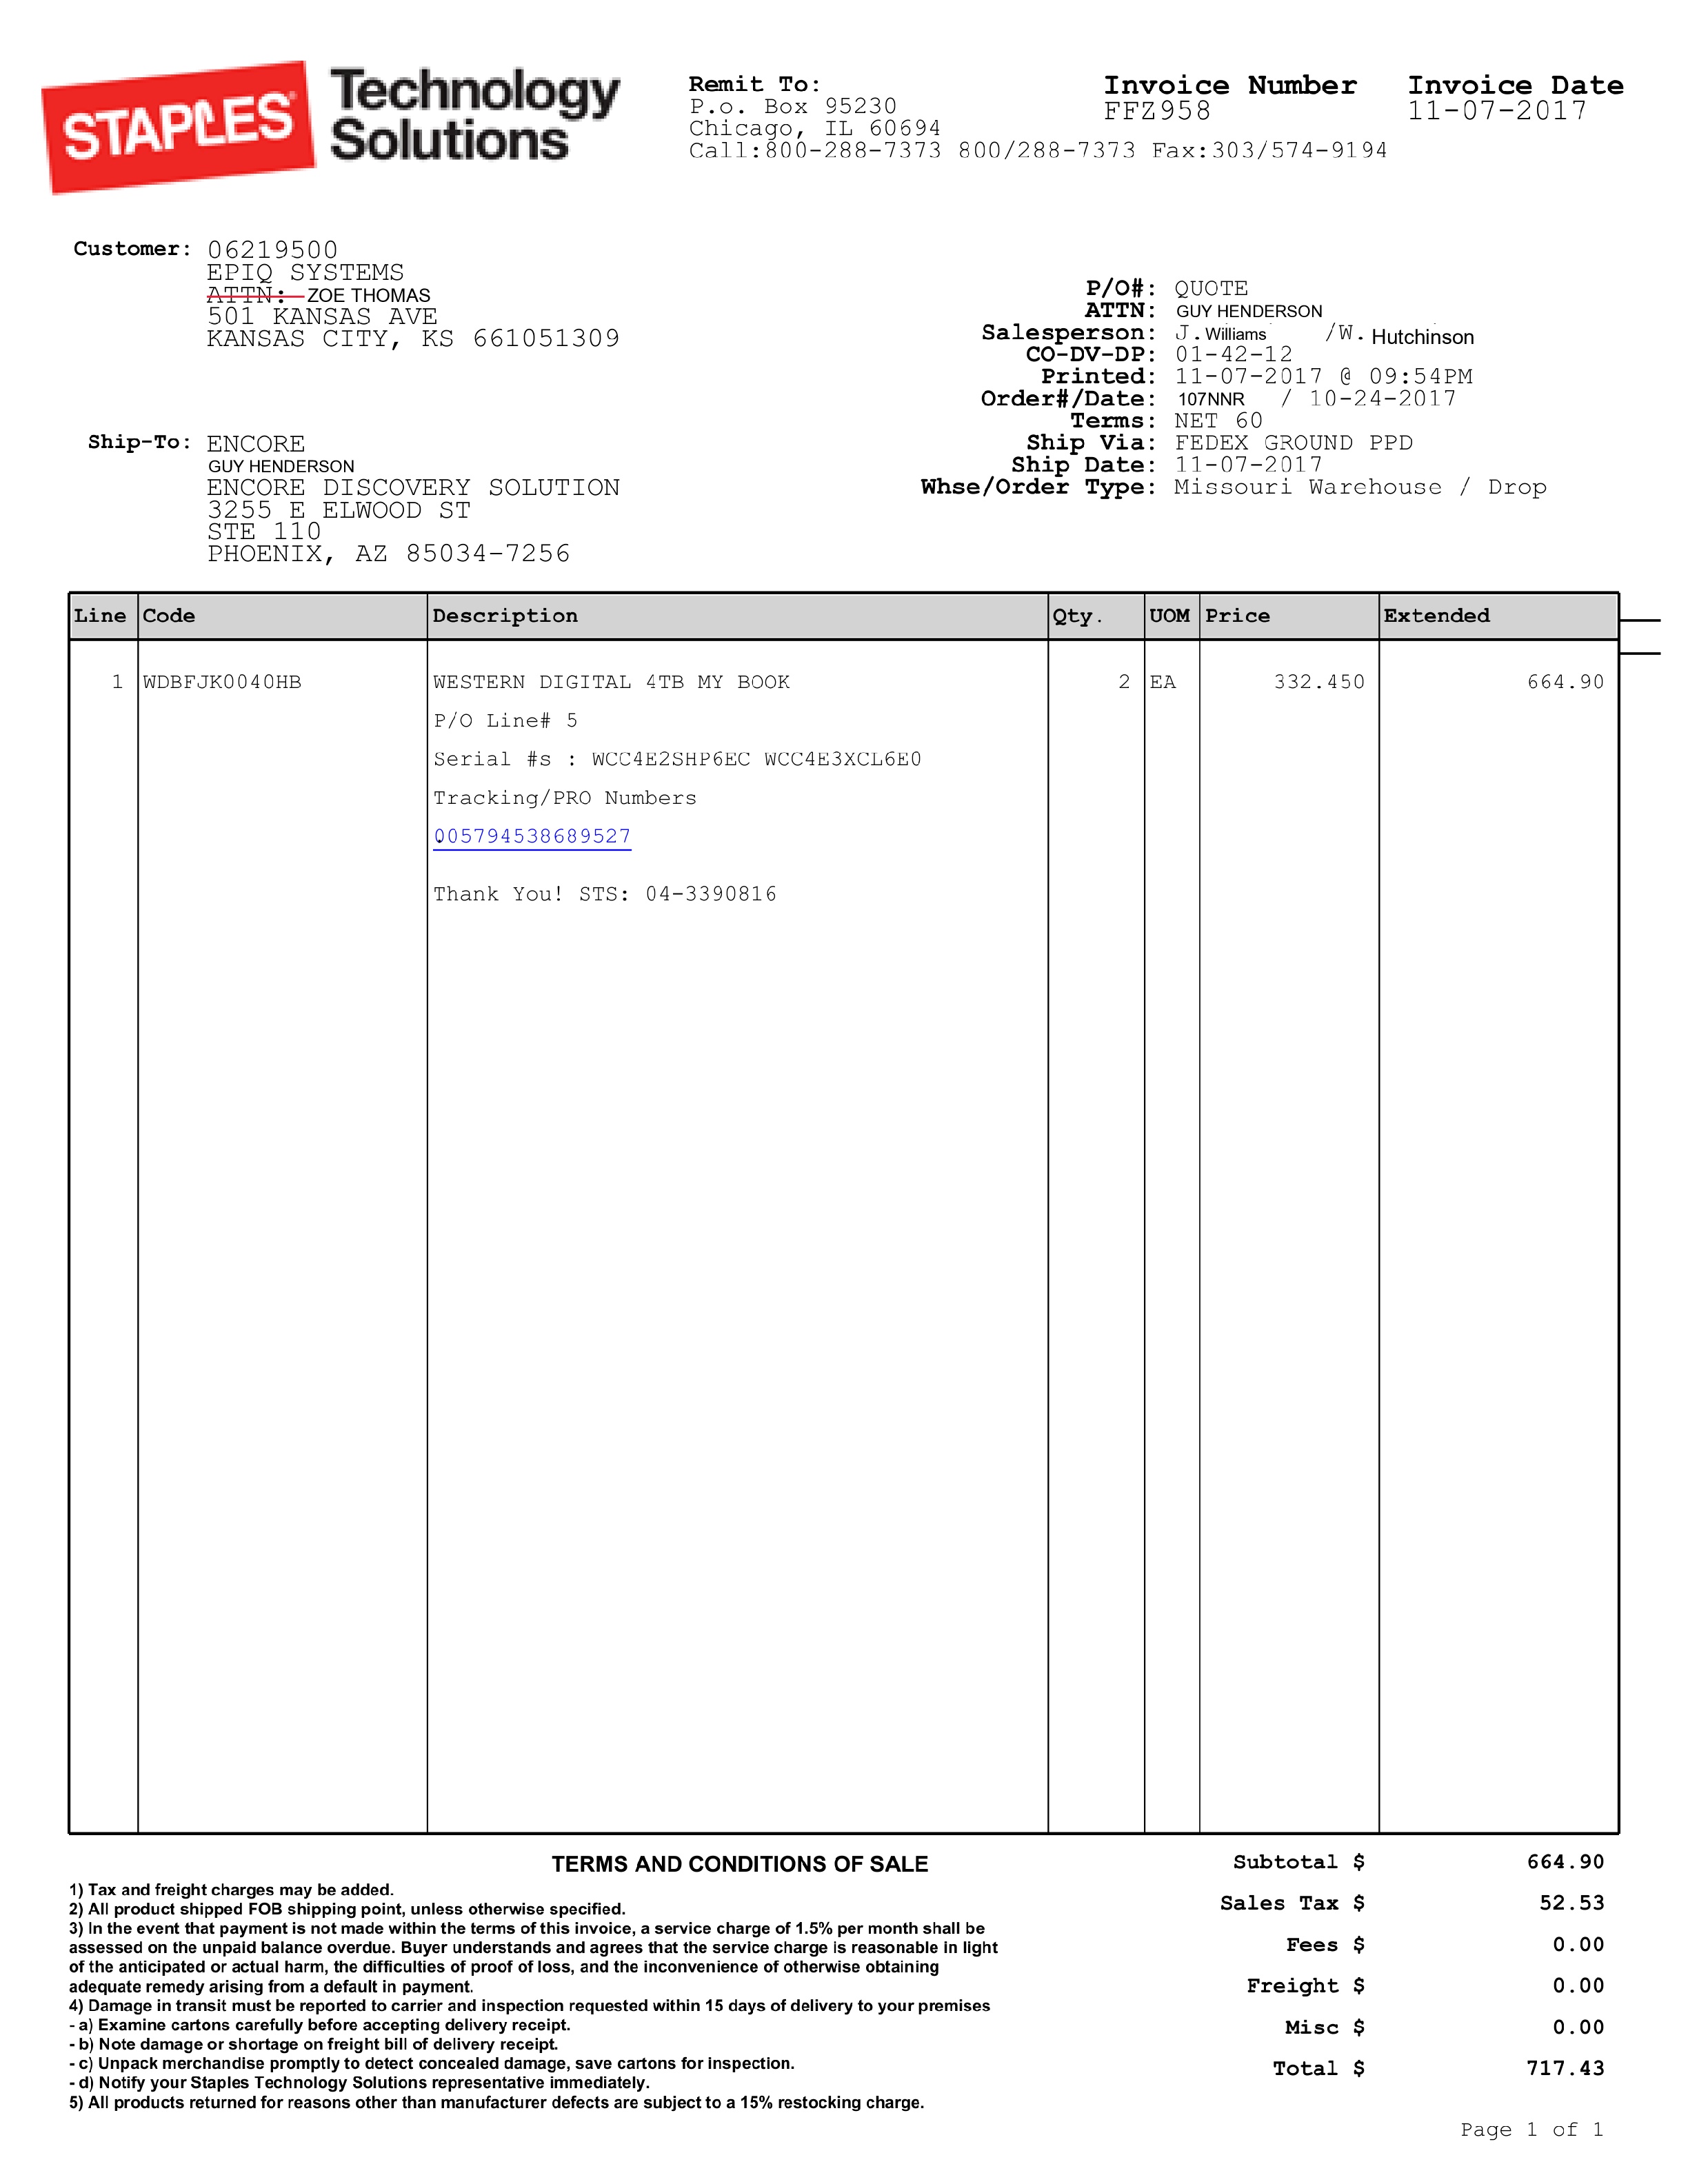 STAPLES Technology Solutions
Remit To:
P.o. Box 95230
Chicago, IL 60694
Call:800-288-7373 800/288-7373 Fax:303/574-9194
Invoice Number Invoice Date
FFZ958 11-07-2017
Customer: 06219500
EPIQ SYSTEMS
ATTN: ZOE THOMAS
501 KANSAS AVE
KANSAS CITY, KS 661051309
Ship-To: ENCORE
GUY HENDERSON
ENCORE DISCOVERY SOLUTION
3255 E ELWOOD ST
STE 110
PHOENIX, AZ 85034-7256
P/O#: QUOTE
ATTN: GUY HENDERSON
Salesperson: J. Williams /W. Hutchinson
CO-DV-DP: 01-42-12
Printed: 11-07-2017 @ 09:54PM
Order#/Date: 107NNR / 10-24-2017
Terms: NET 60
Ship Via: FEDEX GROUND PPD
Ship Date: 11-07-2017
Whse/Order Type: Missouri Warehouse / Drop
Line Code Description Qty. UOM Price Extended
1 WDBFJK0040HB WESTERN DIGITAL 4TB MY BOOK 2 EA 332.450 664.90
P/O Line# 5
Serial #s : WCC4E2SHP6EC WCC4E3XCL6E0
Tracking/PRO Numbers
005794538689527
Thank You! STS: 04-3390816
TERMS AND CONDITIONS OF SALE
1) Tax and freight charges may be added.
2) All product shipped FOB shipping point, unless otherwise specified.
3) In the event that payment is not made within the terms of this invoice, a service charge of 1.5% per month shall be
assessed on the unpaid balance overdue. Buyer understands and agrees that the service charge is reasonable in light
of the anticipated or actual harm, the difficulties of proof of loss, and the inconvenience of otherwise obtaining
adequate remedy arising from a default in payment.
4) Damage in transit must be reported to carrier and inspection requested within 15 days of delivery to your premises
- a) Examine cartons carefully before accepting delivery receipt.
- b) Note damage or shortage on freight bill of delivery receipt.
- c) Unpack merchandise promptly to detect concealed damage, save cartons for inspection.
- d) Notify your Staples Technology Solutions representative immediately.
5) All products returned for reasons other than manufacturer defects are subject to a 15% restocking charge.
Subtotal $ 664.90
Sales Tax $ 52.53
Fees $ 0.00
Freight $ 0.00
Misc $ 0.00
Total $ 717.43
Page 1 of 1